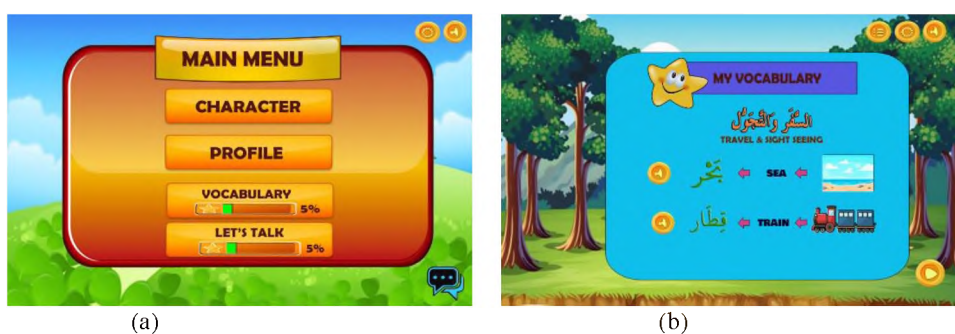 MAIN MENU
CHARACTER
PROFILE
VOCABULARY
5%
LET'S TALK
5%
(a)
MY VOCABULARY
السَّفَر وَالتَّجَوُّل
TRAVEL & SIGHT SEEING
بَحْر SEA
قِطَار TRAIN
(b)